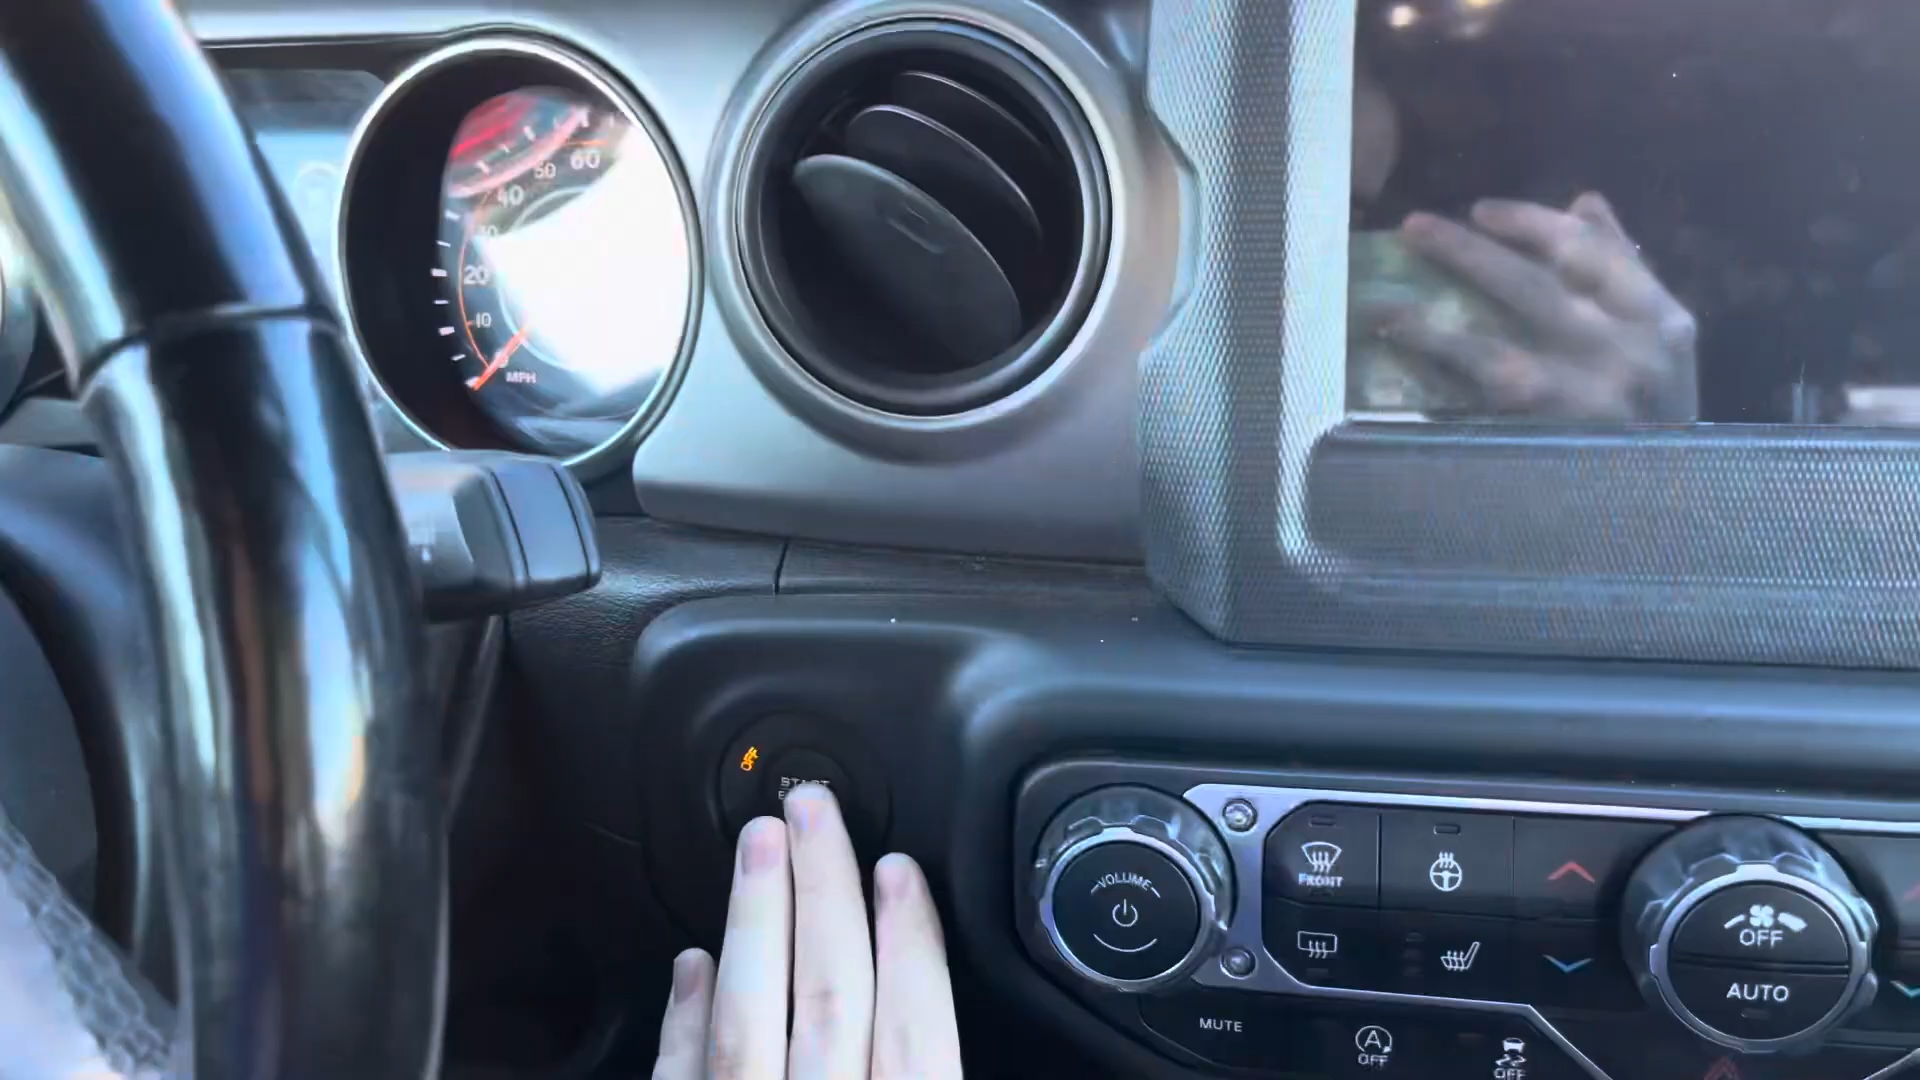 60
50
40
20
10
MPH
OFF
START
VOLUME
FRONT
OFF
AUTO
MUTE
A
OFF
OFF